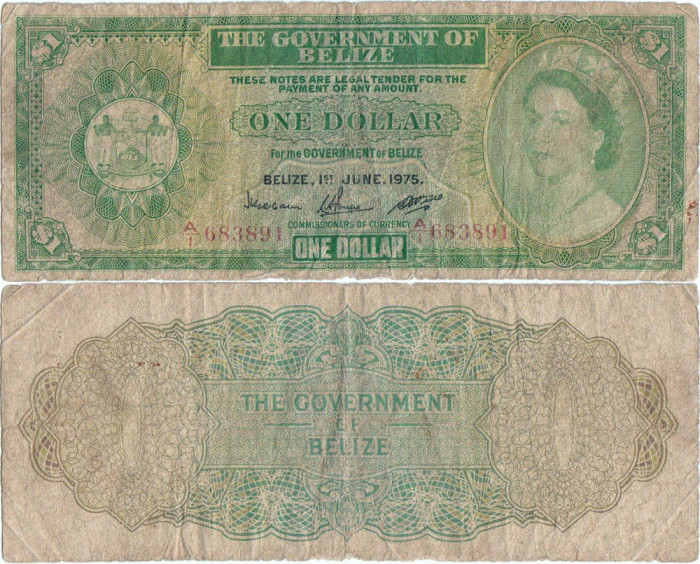 $1 $1
THE GOVERNMENT OF
BELIZE
THESE NOTES ARE LEGAL TENDER FOR THE
PAYMENT OF ANY AMOUNT.
ONE DOLLAR
For the GOVERNMENT of BELIZE
BELIZE, 1ST JUNE, 1975.
COMMISSIONERS OF CURRENCY
A/1 683891 A/1 683891
$1 ONE DOLLAR $1
THE GOVERNMENT
OF
BELIZE